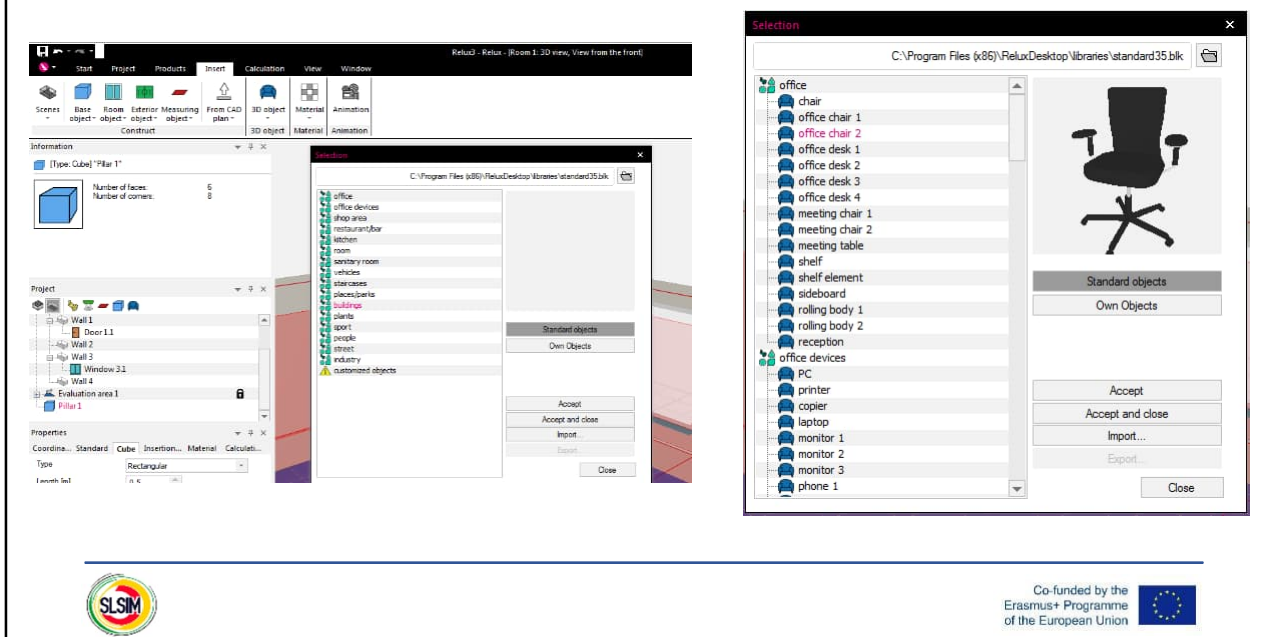 Relux3 - Relux - [Room 1: 3D view, View from the front]
Start Project Products Insert Calculation View Window
Scenes Base object Room object Exterior object Measuring object From CAD plan 3D object Material Animation
Construct 3D object Material Animation
Information
[Type: Cube] "Pillar 1"
Number of faces: 6
Number of corners: 8
Project
Wall 1
Door 1.1
Wall 2
Wall 3
Window 3.1
Wall 4
Evaluation area 1
Pillar 1
Properties
Coordina... Standard Cube Insertion... Material Calculati...
Type Rectangular
Length [m] 0.5
Selection
C:\Program Files (x86)\ReluxDesktop\libraries\standard35.blk
office
office devices
shop area
restaurant/bar
kitchen
room
sanitary room
vehicles
staircases
places/parks
buildings
plants
sport
people
street
industry
customized objects
Standard objects
Own Objects
Accept
Accept and close
Import...
Export...
Close
Selection
C:\Program Files (x86)\ReluxDesktop\libraries\standard35.blk
office
chair
office chair 1
office chair 2
office desk 1
office desk 2
office desk 3
office desk 4
meeting chair 1
meeting chair 2
meeting table
shelf
shelf element
sideboard
rolling body 1
rolling body 2
reception
office devices
PC
printer
copier
laptop
monitor 1
monitor 2
monitor 3
phone 1
Standard objects
Own Objects
Accept
Accept and close
Import...
Export...
Close
SLSIM
Co-funded by the
Erasmus+ Programme
of the European Union